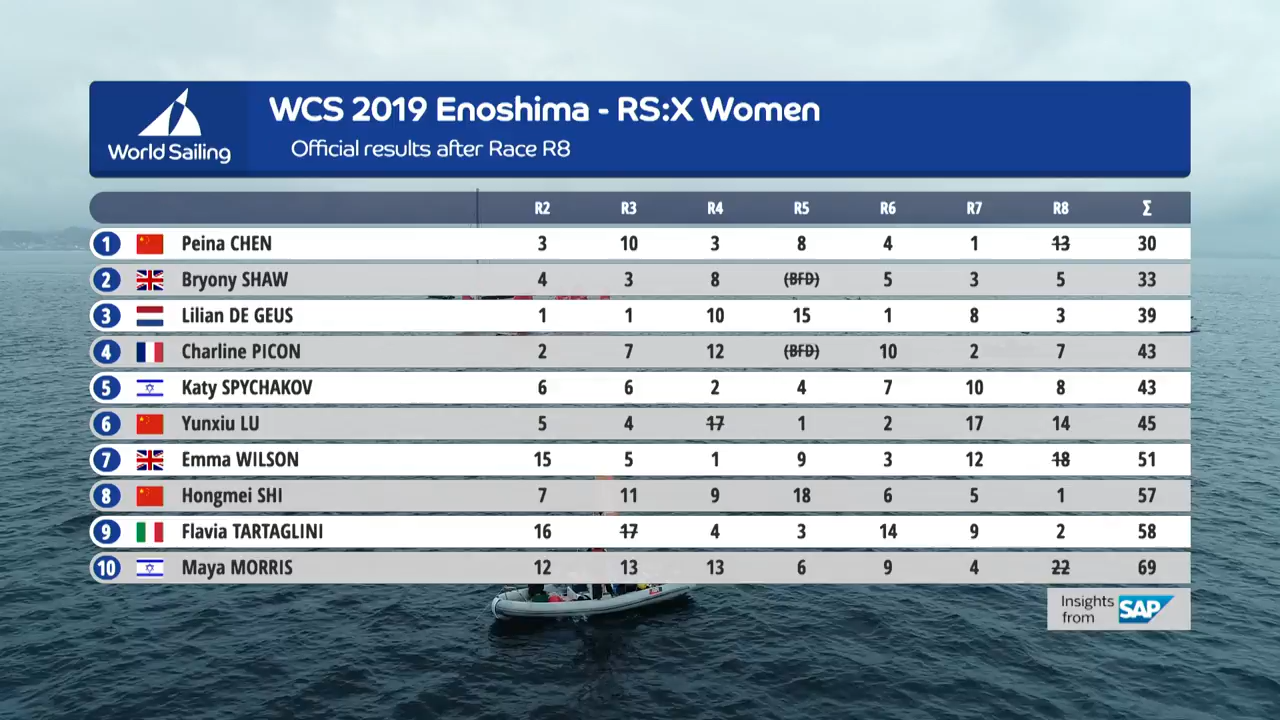 World Sailing
WCS 2019 Enoshima - RS:X Women
Official results after Race R8
R2 R3 R4 R5 R6 R7 R8 Σ
1 Peina CHEN 3 10 3 8 4 1 13 30
2 Bryony SHAW 4 3 8 (BFD) 5 3 5 33
3 Lilian DE GEUS 1 1 10 15 1 8 3 39
4 Charline PICON 2 7 12 (BFD) 10 2 7 43
5 Katy SPYCHAKOV 6 6 2 4 7 10 8 43
6 Yunxiu LU 5 4 17 1 2 17 14 45
7 Emma WILSON 15 5 1 9 3 12 18 51
8 Hongmei SHI 7 11 9 18 6 5 1 57
9 Flavia TARTAGLINI 16 17 4 3 14 9 2 58
10 Maya MORRIS 12 13 13 6 9 4 22 69
Insights
from SAP